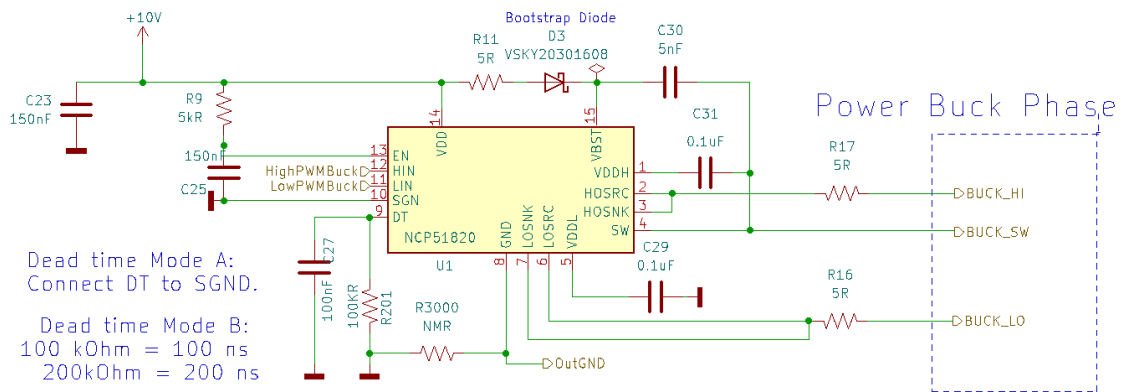 +10V
Bootstrap Diode
D3
VSKY20301608
R11
5R
C30
5nF
C23
150nF
R9
5kR
Power Buck Phase
14
VDD
15
VBST
C31
0.1uF
150nF
C25
13 EN
HighPWMBuck 12 HIN
LowPWMBuck 11 LIN
10 SGN
9 DT
VDDH 1
HOSRC 2
HOSNK 3
SW 4
R17
5R
BUCK_HI
BUCK_SW
NCP51820
GND
LOSNK
LOSRC
VDDL
8
7
6
5
U1
C27
100nF
100KR
R201
C29
0.1uF
R16
5R
BUCK_LO
R3000
NMR
OutGND
Dead time Mode A:
Connect DT to SGND.
Dead time Mode B:
100 kOhm = 100 ns
200kOhm = 200 ns